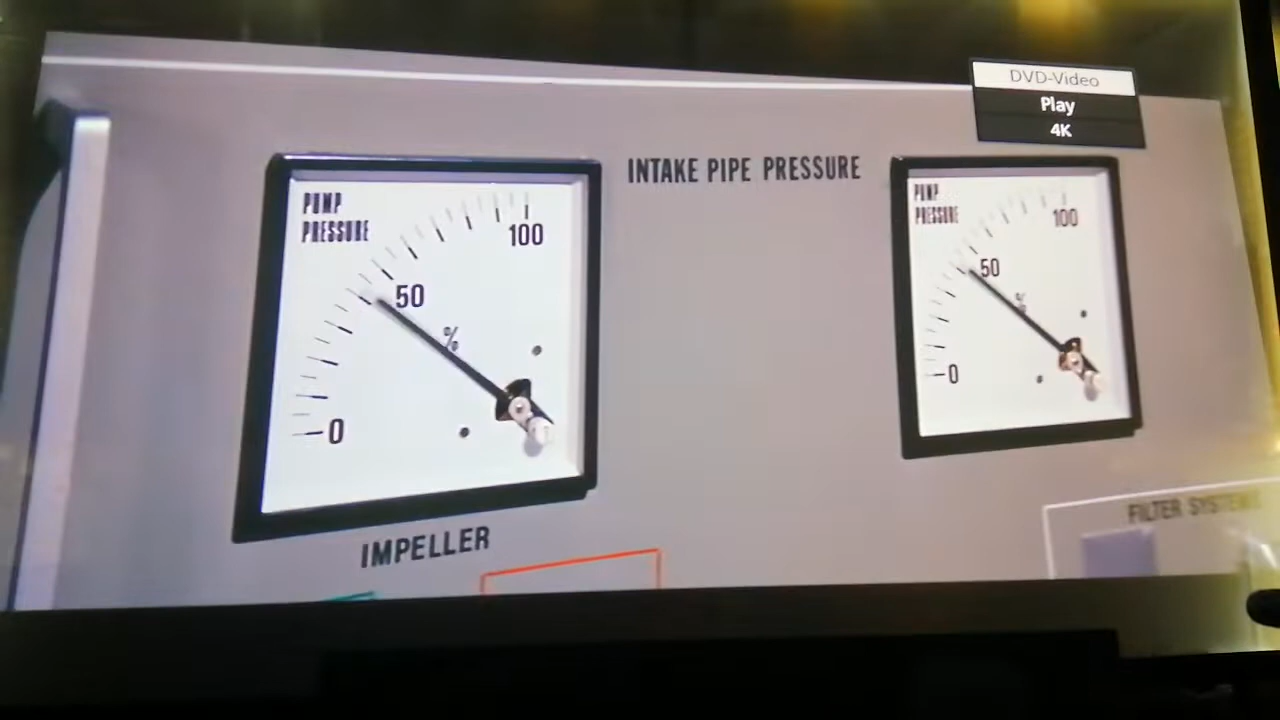 DVD-Video
Play
4K
INTAKE PIPE PRESSURE
PUMP
PRESSURE
100
50
%
0
PUMP
PRESSURE
100
50
%
0
IMPELLER
FILTER SYSTEMS